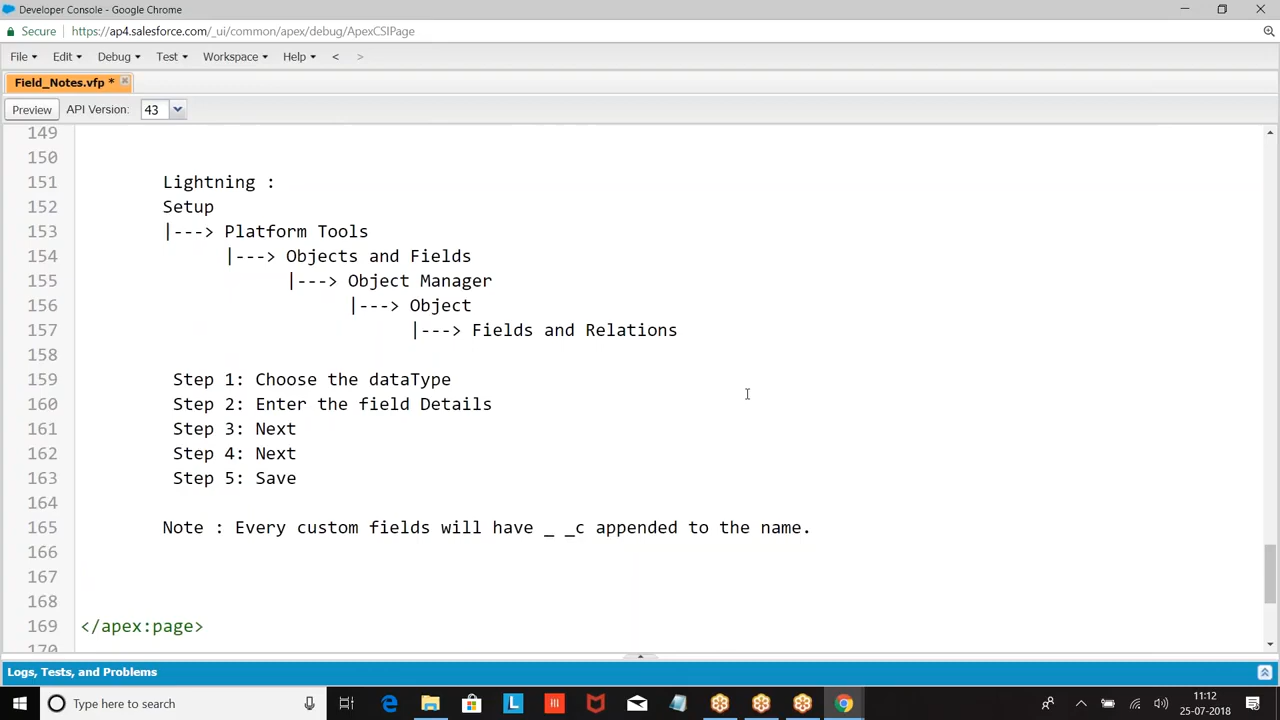 Developer Console - Google Chrome
Secure https://ap4.salesforce.com/_ui/common/apex/debug/ApexCSIPage
File Edit Debug Test Workspace Help < >
Field_Notes.vfp *
Preview API Version: 43
149
150
151 Lightning :
152 Setup
153 |---> Platform Tools
154 |---> Objects and Fields
155 |---> Object Manager
156 |---> Object
157 |---> Fields and Relations
158
159 Step 1: Choose the dataType
160 Step 2: Enter the field Details
161 Step 3: Next
162 Step 4: Next
163 Step 5: Save
164
165 Note : Every custom fields will have _ _c appended to the name.
166
167
168
169 </apex:page>
170
Logs, Tests, and Problems
Type here to search
11:12
25-07-2018